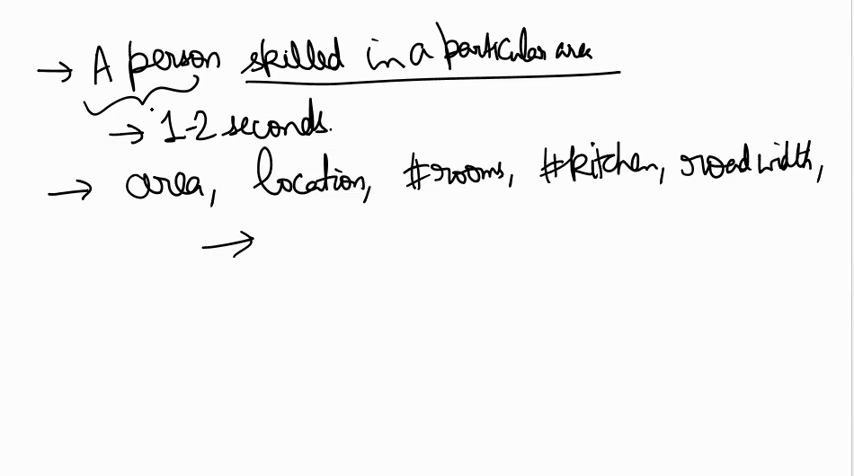 → A person skilled in a particular area
→ 1-2 seconds.
→ area, location, #rooms, #kitchen, road width,
→